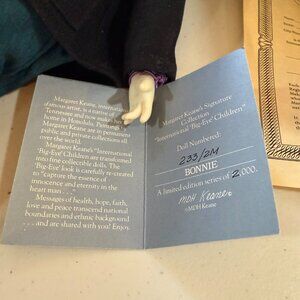 Margaret Keane, internation-
famous artist, is a native of
Tennessee and now makes her
home in Honolulu. Paintings by
Margaret Keane are in permanent
public and private collections all
over the world.
Margaret Keane's "International
'Big-Eye' Children are transformed
into fine collectible dolls. The
'Big-Eye' look is carefully created
to "capture the essence of
innocence and eternity in the
heart of man . . ."
Messages of health, hope, faith,
love and peace transcend national
boundaries and ethnic background
. . . and are shared with you! Enjoy.
Margaret Keane's Signature
Collection
"International 'Big-Eye' Children"
Doll Numbered:
233/2M
BONNIE
A limited edition series of 2,000.
MDH Keane
©MDH Keane